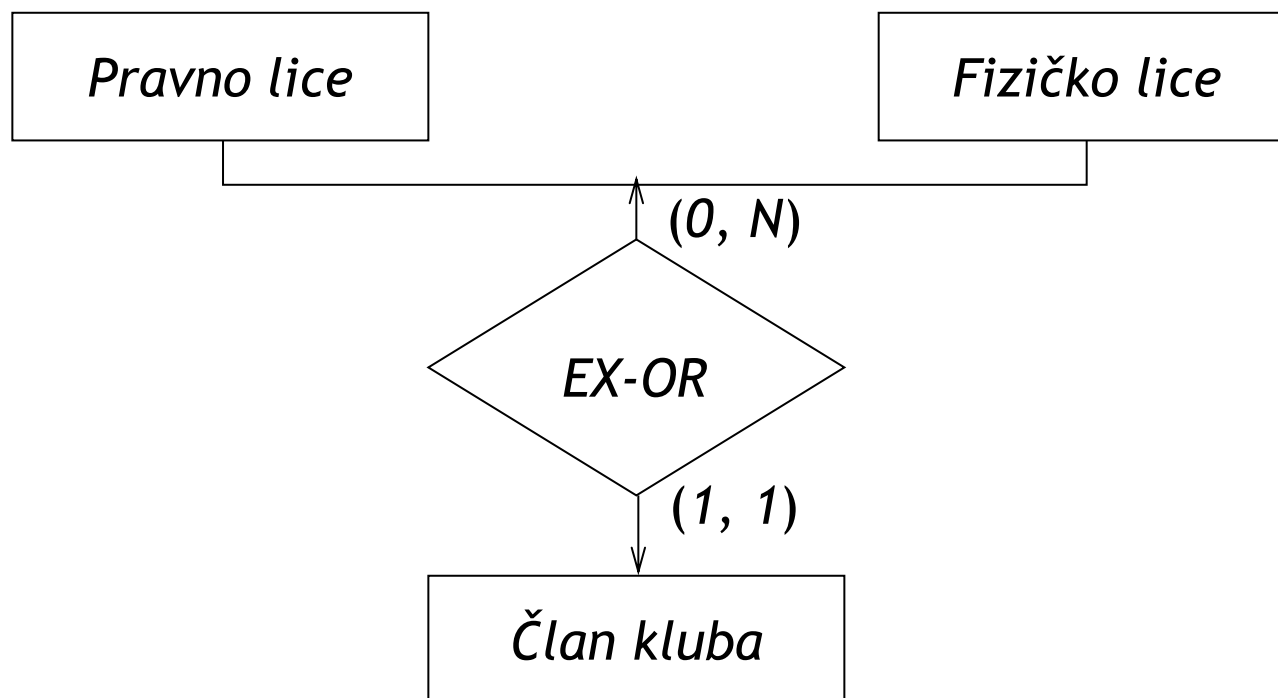 Pravno lice
Fizičko lice
(0, N)
EX-OR
(1, 1)
Član kluba